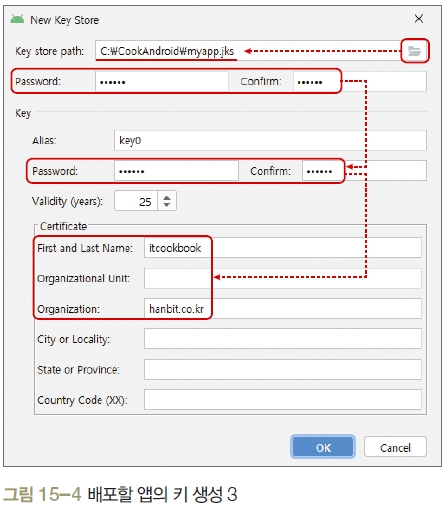 New Key Store
Key store path: C:\CookAndroid\myapp.jks
Password: •••••• Confirm: ••••••
Key
Alias: key0
Password: •••••• Confirm: ••••••
Validity (years): 25
Certificate
First and Last Name: itcookbook
Organizational Unit:
Organization: hanbit.co.kr
City or Locality:
State or Province:
Country Code (XX):
OK Cancel
그림 15-4 배포할 앱의 키 생성 3